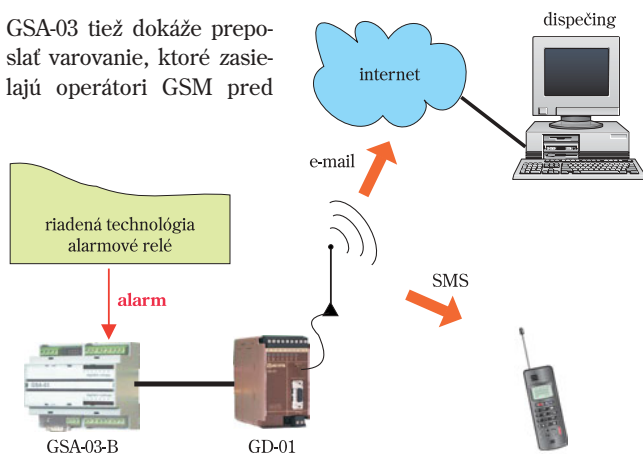 GSA-03 tiež dokáže prepo-
slať varovanie, ktoré zasie-
lajú operátori GSM pred
dispečing
internet
e-mail
riadená technológia
alarmové relé
SMS
alarm
GSA-03-B
GD-01